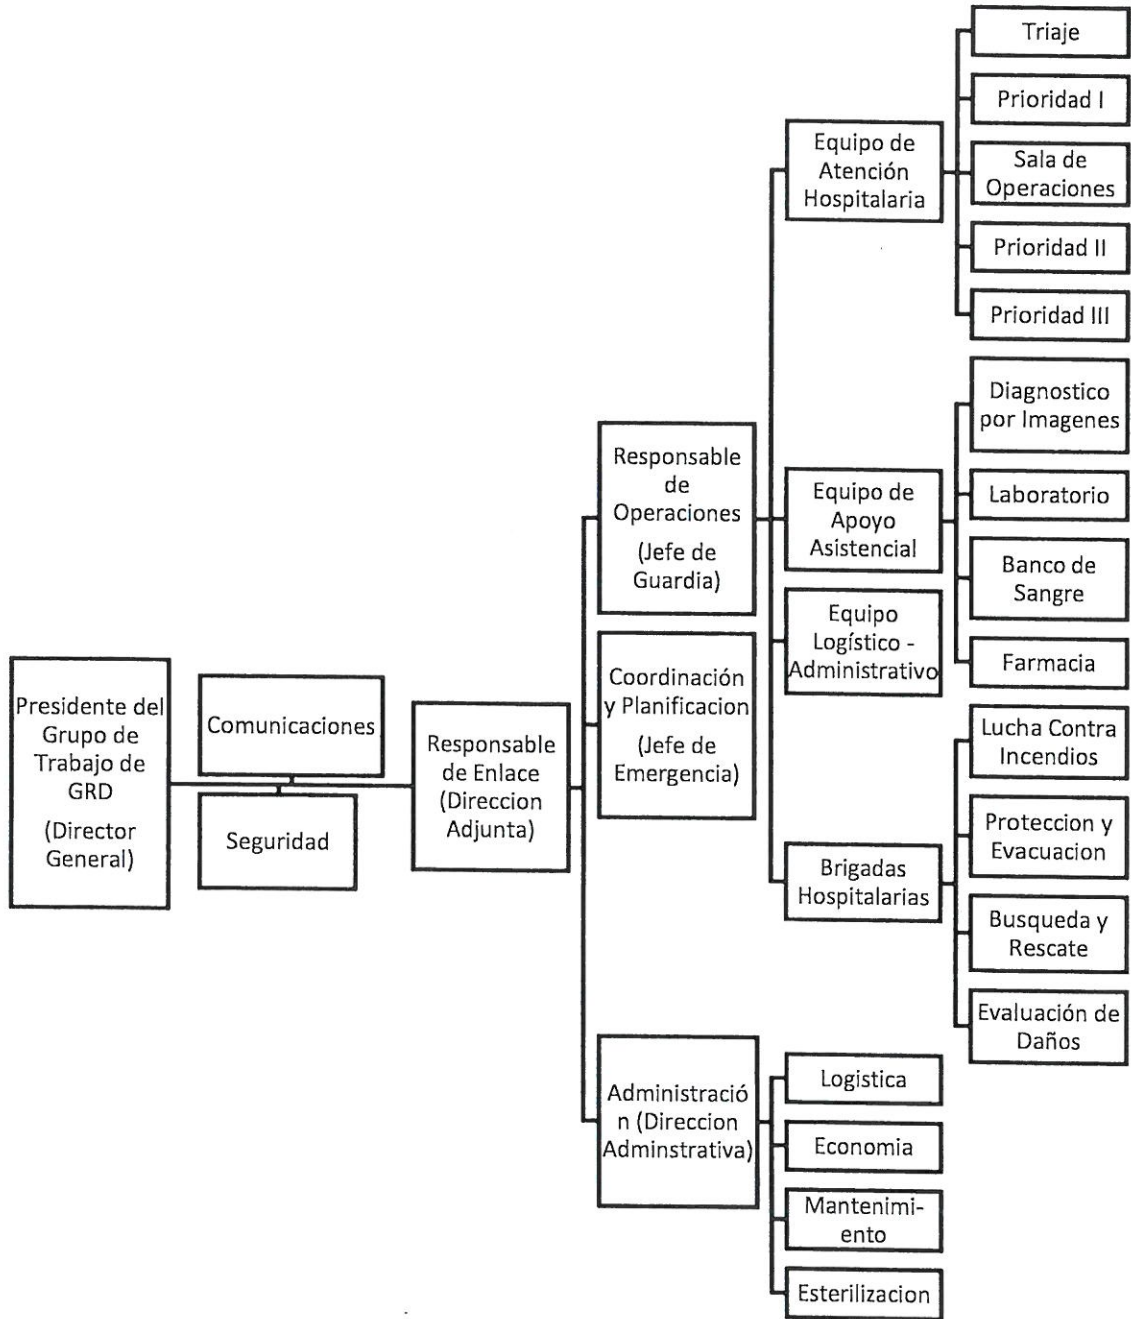 Presidente del
Grupo de
Trabajo de
GRD
(Director
General)
Comunicaciones
Seguridad
Responsable
de Enlace
(Direccion
Adjunta)
Responsable
de
Operaciones
(Jefe de
Guardia)
Equipo de
Atención
Hospitalaria
Triaje
Prioridad I
Sala de
Operaciones
Prioridad II
Prioridad III
Equipo de
Apoyo
Asistencial
Diagnostico
por Imagenes
Laboratorio
Banco de
Sangre
Farmacia
Equipo
Logístico -
Administrativo
Brigadas
Hospitalarias
Lucha Contra
Incendios
Proteccion y
Evacuacion
Busqueda y
Rescate
Evaluación de
Daños
Coordinación
y Planificacion
(Jefe de
Emergencia)
Administració
n (Direccion
Adminstrativa)
Logistica
Economia
Mantenimi-
ento
Esterilizacion